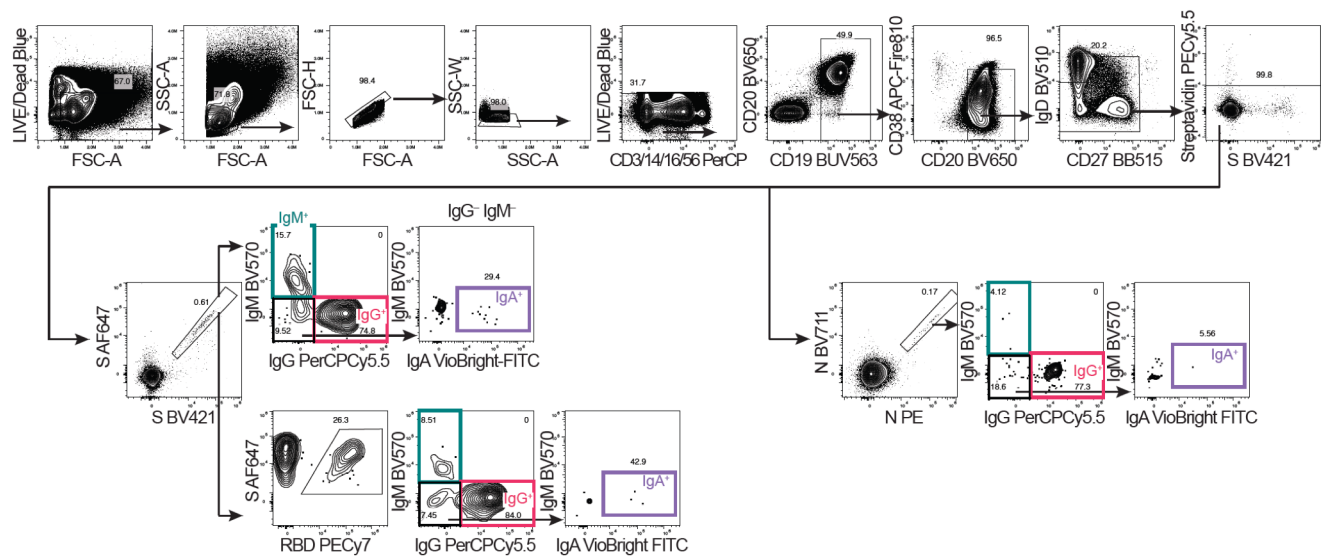 LIVE/Dead Blue
67.0
FSC-A
SSC-A
71.8
FSC-A
FSC-H
98.4
FSC-A
SSC-W
98.0
SSC-A
LIVE/Dead Blue
31.7
CD3/14/16/56 PerCP
CD20 BV650
49.9
CD19 BUV563
CD38 APC-Fire810
96.5
CD20 BV650
IgD BV510
20.2
CD27 BB515
Streptavidin PECy5.5
99.8
S BV421
S AF647
0.61
S BV421
IgM⁺
IgM BV570
15.7
0
9.52
74.8
IgG⁺
IgG PerCPCy5.5
IgG⁻ IgM⁻
IgM BV570
29.4
IgA⁺
IgA VioBright-FITC
S AF647
26.3
RBD PECy7
IgM BV570
8.51
0
7.45
84.0
IgG⁺
IgG PerCPCy5.5
IgM BV570
42.9
IgA⁺
IgA VioBright FITC
N BV711
0.17
N PE
IgM BV570
4.12
0
18.6
77.3
IgG⁺
IgG PerCPCy5.5
IgM BV570
5.56
IgA⁺
IgA VioBright FITC